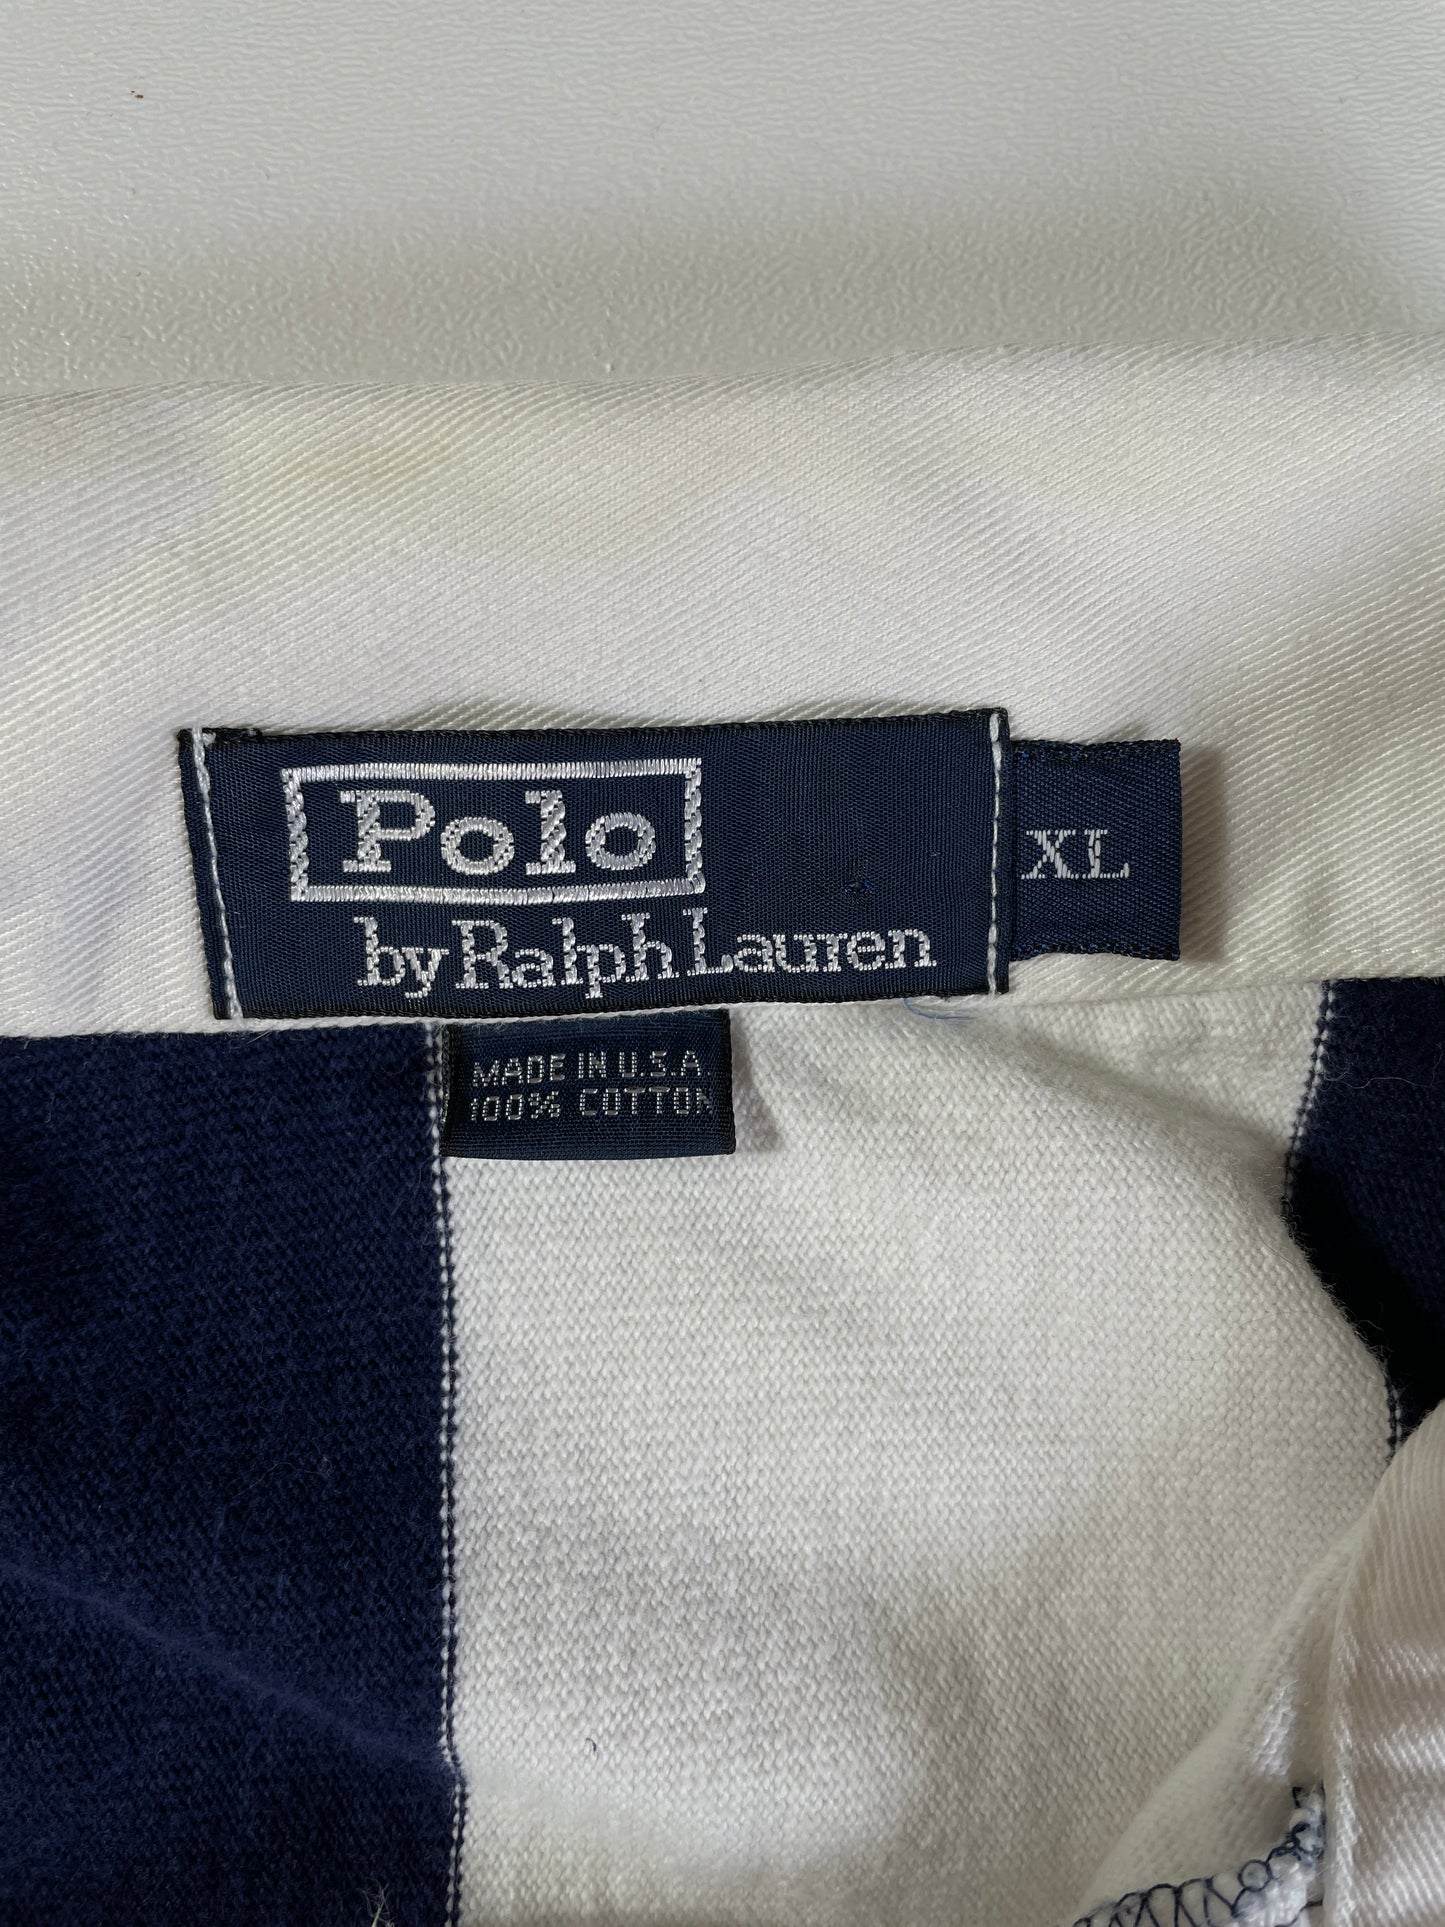 Polo
by Ralph Lauren
XL
MADE IN U.S.A.
100% COTTON